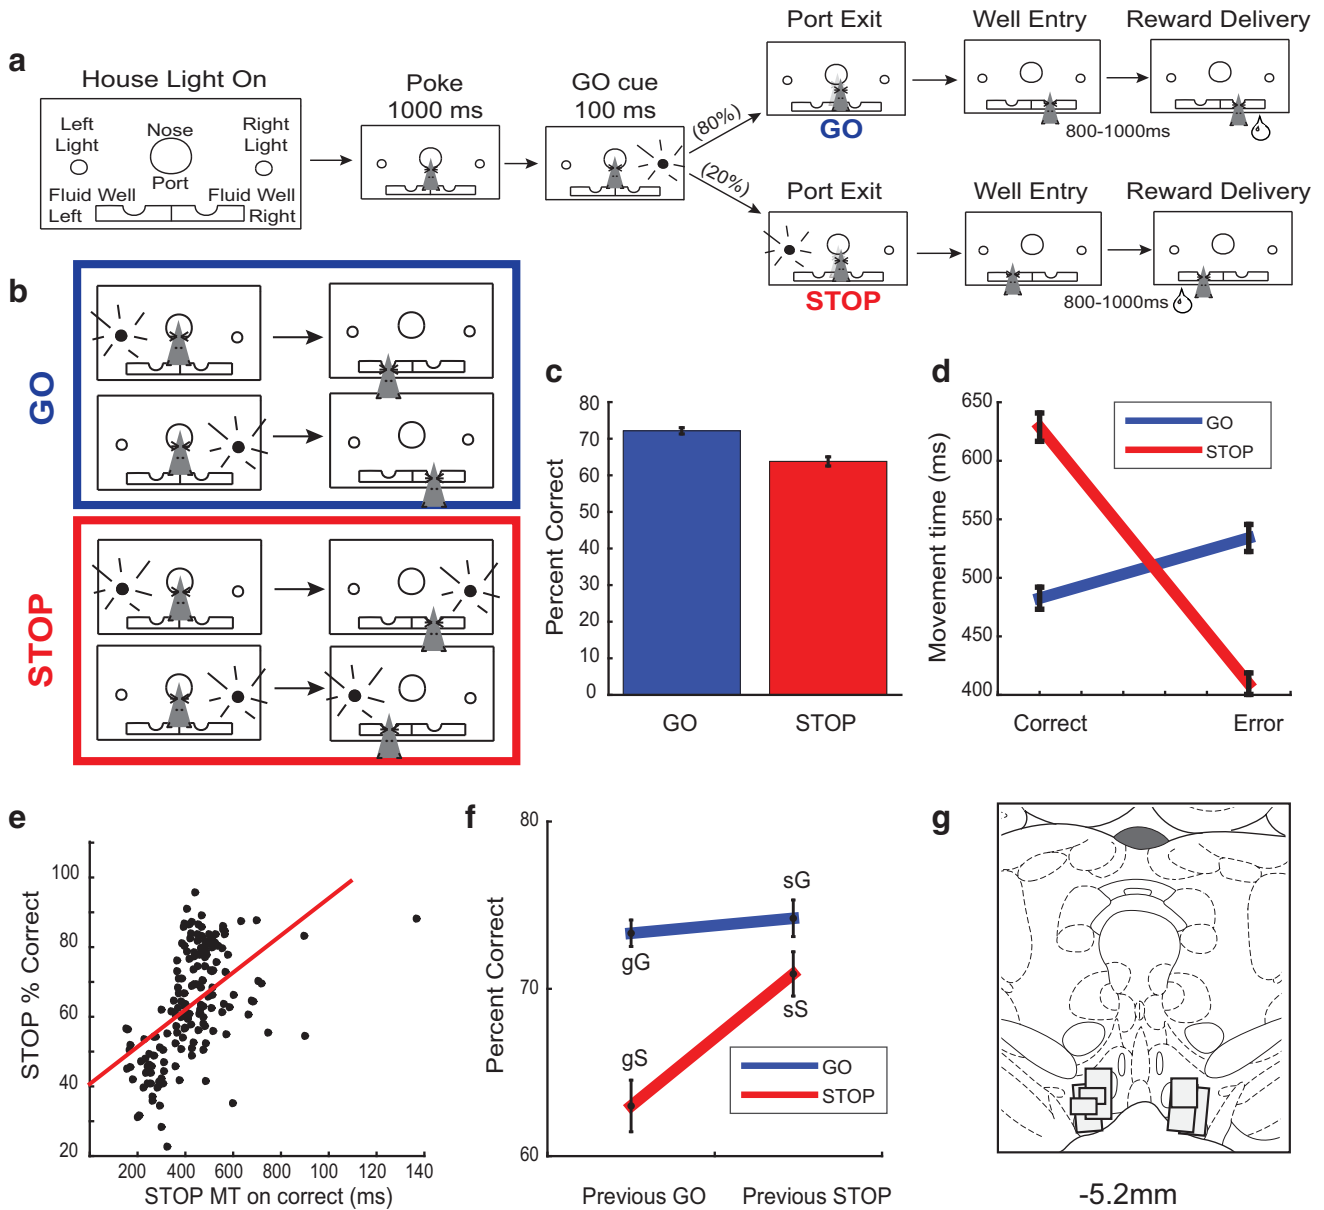 a
House Light On
Left
Light
Nose
Port
Right
Light
Fluid Well
Left
Fluid Well
Right
Poke
1000 ms
GO cue
100 ms
(80%)
(20%)
Port Exit
Well Entry
Reward Delivery
GO
800-1000ms
Port Exit
Well Entry
Reward Delivery
STOP
800-1000ms
b
GO
STOP
c
Percent Correct
80
70
60
50
40
30
20
10
0
GO
STOP
d
Movement time (ms)
650
600
550
500
450
400
GO
STOP
Correct
Error
e
STOP % Correct
100
80
60
40
20
200
400
600
800
100
120
140
STOP MT on correct (ms)
f
Percent Correct
80
70
60
gG
sG
gS
sS
GO
STOP
Previous GO
Previous STOP
g
-5.2mm